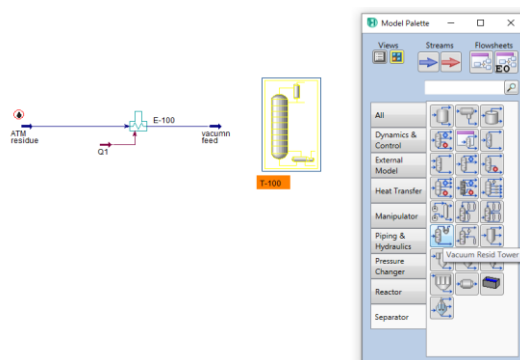 Model Palette
Views
Streams
Flowsheets
EO
All
Dynamics &
Control
External
Model
Heat Transfer
Manipulator
Piping &
Hydraulics
Pressure
Changer
Reactor
Separator
Vacuum Resid Tower
E-100
ATM
residue
Q1
vacumn
feed
T-100